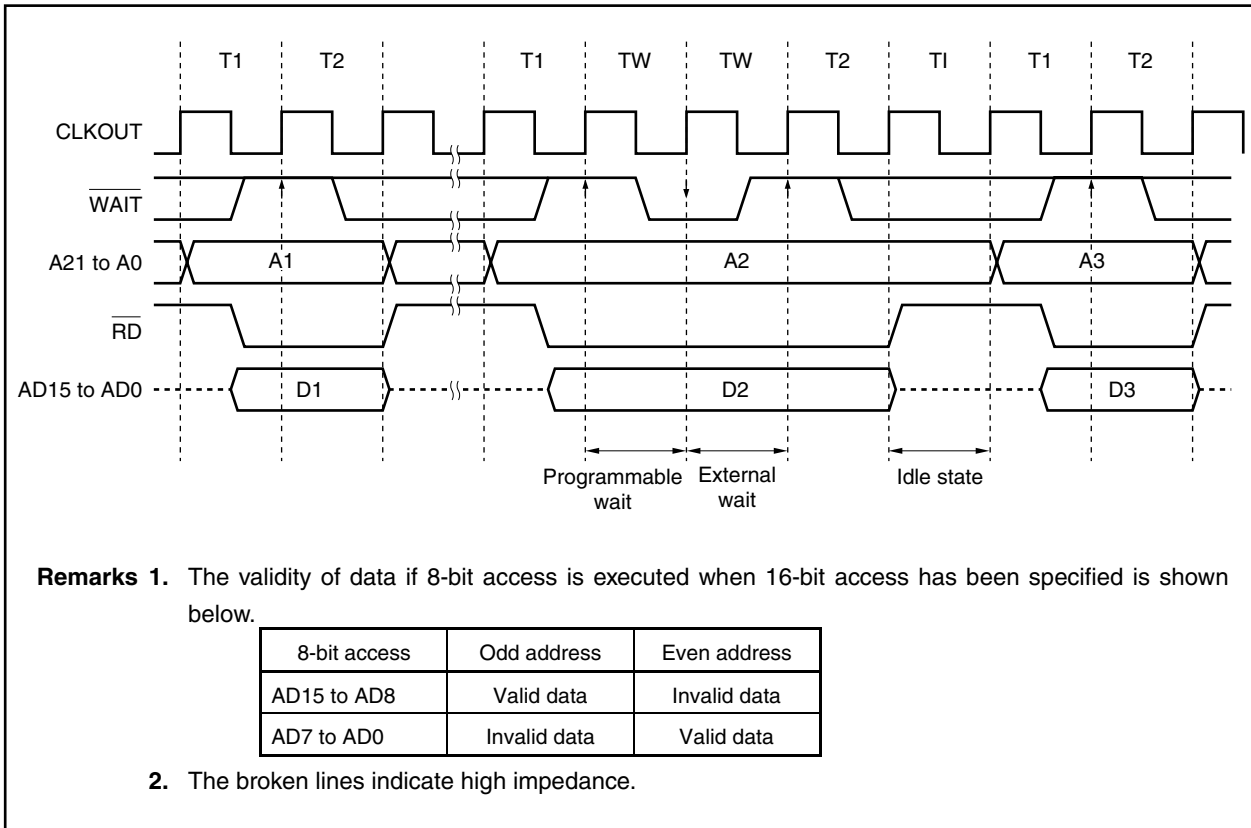 T1 T2 T1 TW TW T2 TI T1 T2
CLKOUT
WAIT
A21 to A0 A1 A2 A3
RD
AD15 to AD0 D1 D2 D3
Programmable wait
External wait
Idle state
Remarks 1. The validity of data if 8-bit access is executed when 16-bit access has been specified is shown
below.
8-bit access Odd address Even address
AD15 to AD8 Valid data Invalid data
AD7 to AD0 Invalid data Valid data
2. The broken lines indicate high impedance.